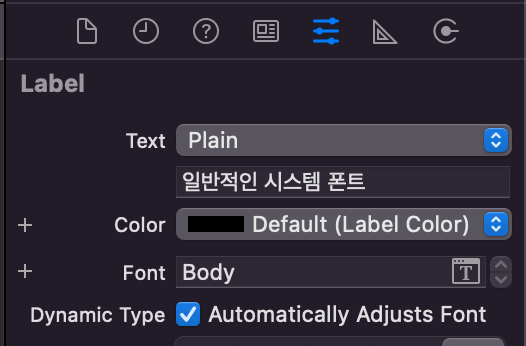 Label
Text Plain
일반적인 시스템 폰트
Color Default (Label Color)
Font Body T
Dynamic Type Automatically Adjusts Font